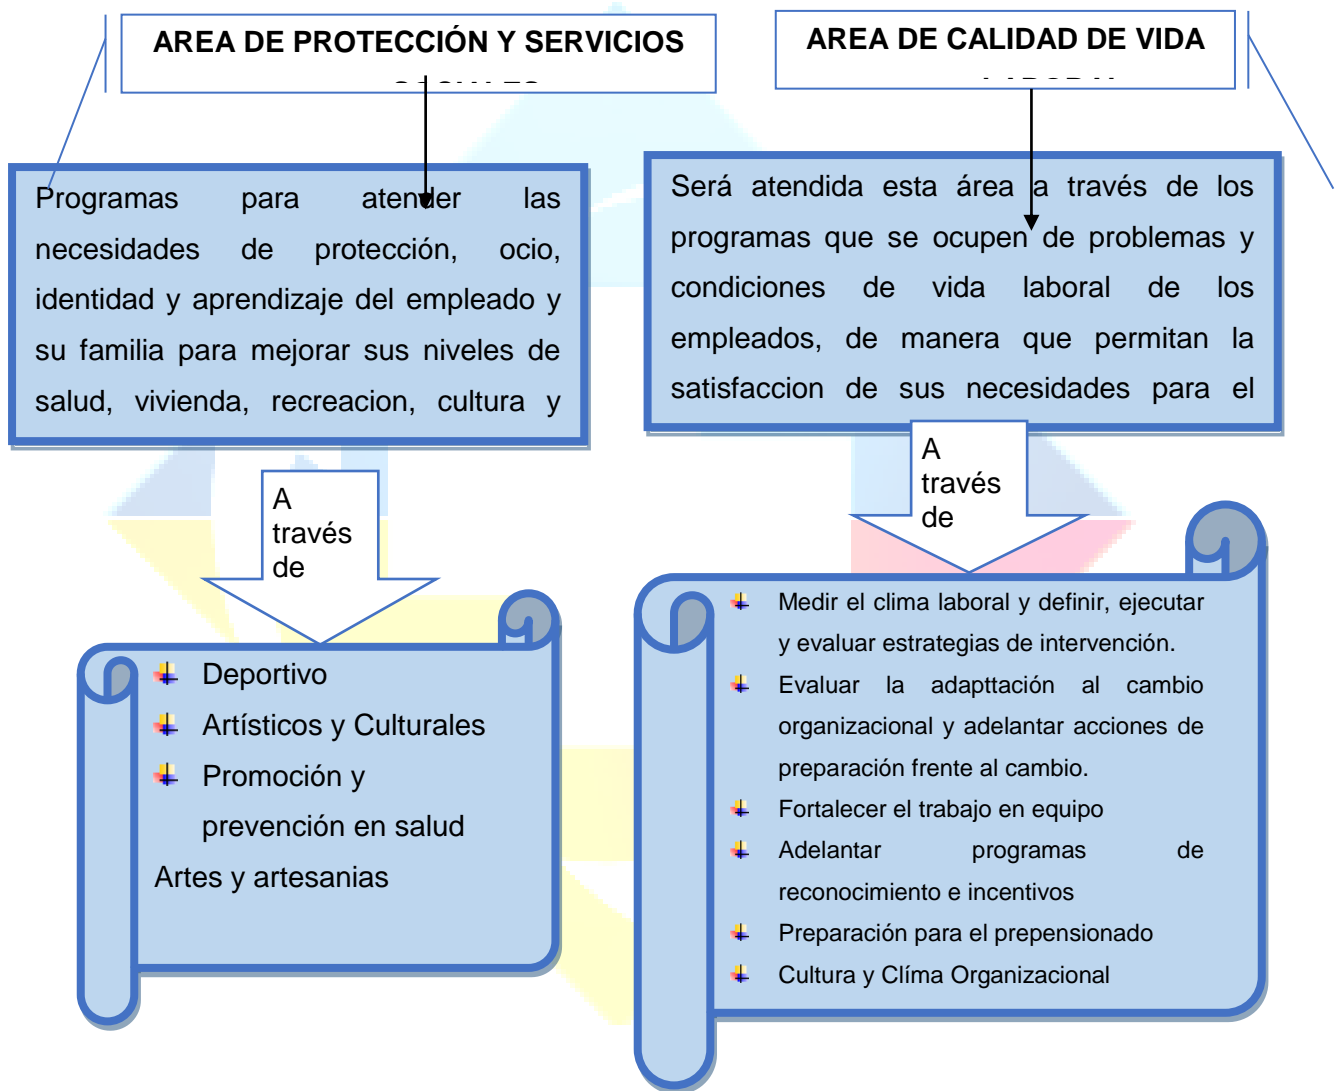 AREA DE PROTECCIÓN Y SERVICIOS
Programas para atender las
necesidades de protección, ocio,
identidad y aprendizaje del empleado y
su familia para mejorar sus niveles de
salud, vivienda, recreacion, cultura y
A
través
de
Deportivo
Artísticos y Culturales
Promoción y
prevención en salud
Artes y artesanias
AREA DE CALIDAD DE VIDA
Será atendida esta área a través de los
programas que se ocupen de problemas y
condiciones de vida laboral de los
empleados, de manera que permitan la
satisfaccion de sus necesidades para el
A
través
de
Medir el clima laboral y definir, ejecutar
y evaluar estrategias de intervención.
Evaluar la adapttación al cambio
organizacional y adelantar acciones de
preparación frente al cambio.
Fortalecer el trabajo en equipo
Adelantar programas de
reconocimiento e incentivos
Preparación para el prepensionado
Cultura y Clíma Organizacional